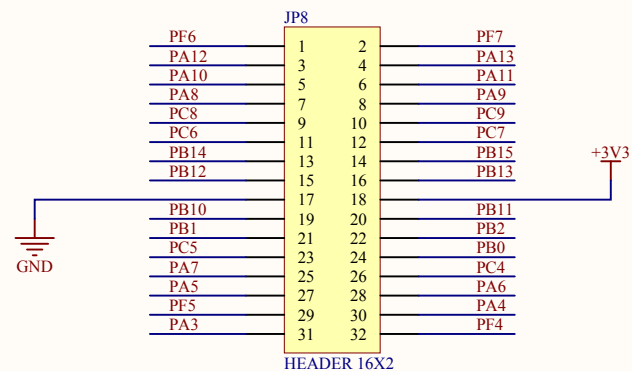 JP8
PF6 1 2 PF7
PA12 3 4 PA13
PA10 5 6 PA11
PA8 7 8 PA9
PC8 9 10 PC9
PC6 11 12 PC7
PB14 13 14 PB15
PB12 15 16 PB13
+3V3
17 18
PB10 19 20 PB11
PB1 21 22 PB2
PC5 23 24 PB0
GND
PA7 25 26 PC4
PA5 27 28 PA6
PF5 29 30 PA4
PA3 31 32 PF4
HEADER 16X2